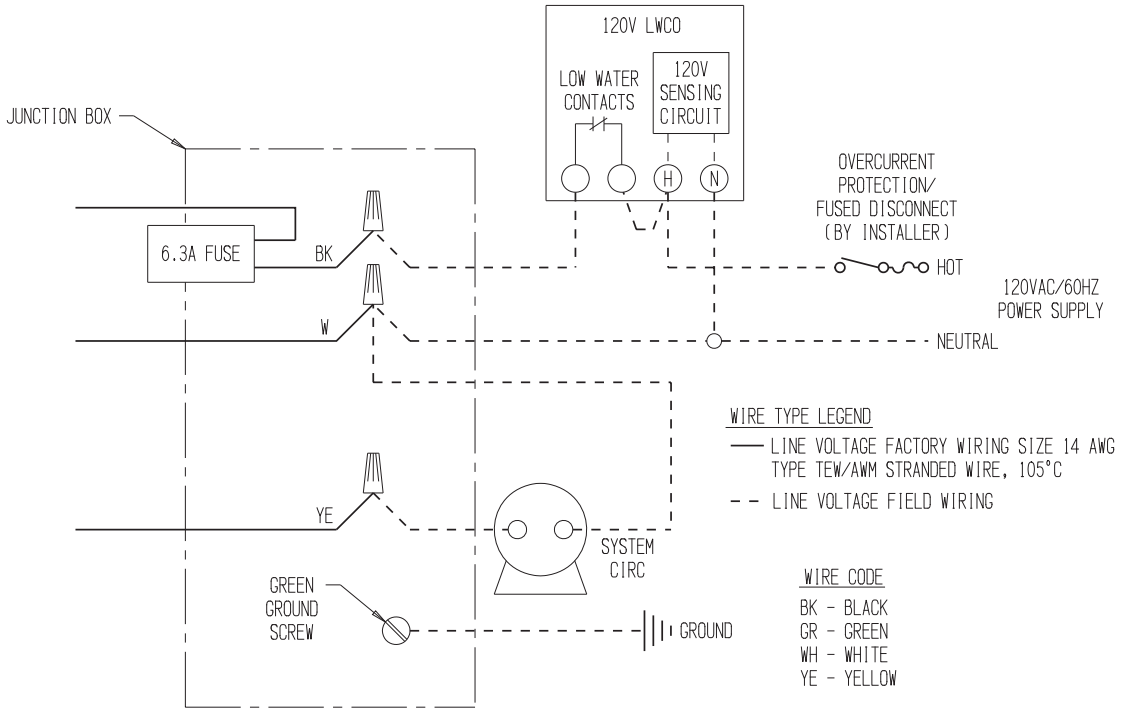 120V LWCO
120V
SENSING
CIRCUIT
LOW WATER
CONTACTS
H
N
JUNCTION BOX
OVERCURRENT
PROTECTION/
FUSED DISCONNECT
(BY INSTALLER)
6.3A FUSE
BK
HOT
120VAC/60HZ
POWER SUPPLY
W
NEUTRAL
WIRE TYPE LEGEND
LINE VOLTAGE FACTORY WIRING SIZE 14 AWG
TYPE TEW/AWM STRANDED WIRE, 105°C
LINE VOLTAGE FIELD WIRING
YE
SYSTEM
CIRC
GREEN
GROUND
SCREW
GROUND
WIRE CODE
BK - BLACK
GR - GREEN
WH - WHITE
YE - YELLOW